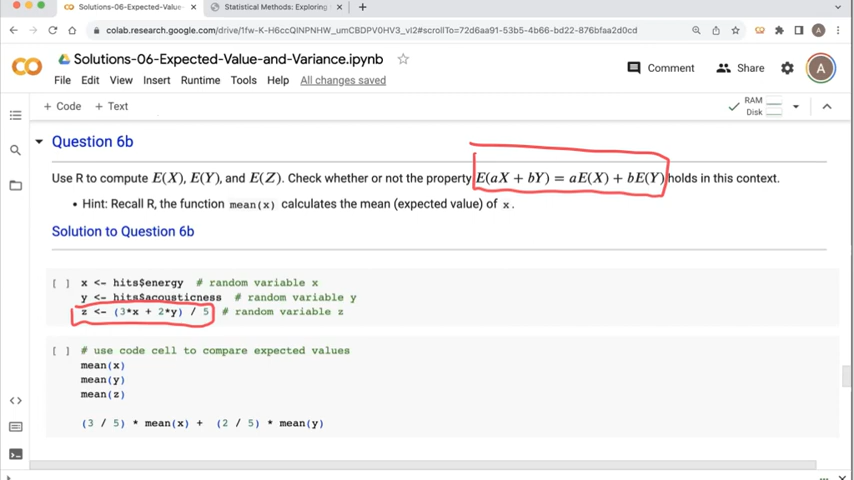 Solutions-06-Expected-Value-
Statistical Methods: Exploring
colab.research.google.com/drive/1fw-K-H6ccQINPNHW_umCBDPV0HV3_vl2#scrollTo=72d6aa91-53b5-4b66-bd22-876bfaa2d0cd
A
CO
Solutions-06-Expected-Value-and-Variance.ipynb
File Edit View Insert Runtime Tools Help All changes saved
Comment Share A
+ Code + Text
RAM
Disk
Question 6b
Use R to compute E(X), E(Y), and E(Z). Check whether or not the property E(aX + bY) = aE(X) + bE(Y) holds in this context.
• Hint: Recall R, the function mean(x) calculates the mean (expected value) of x.
Solution to Question 6b
[ ] x <- hits$energy # random variable x
y <- hits$acousticness # random variable y
z <- (3*x + 2*y) / 5 # random variable z
[ ] # use code cell to compare expected values
mean(x)
mean(y)
mean(z)
(3 / 5) * mean(x) + (2 / 5) * mean(y)